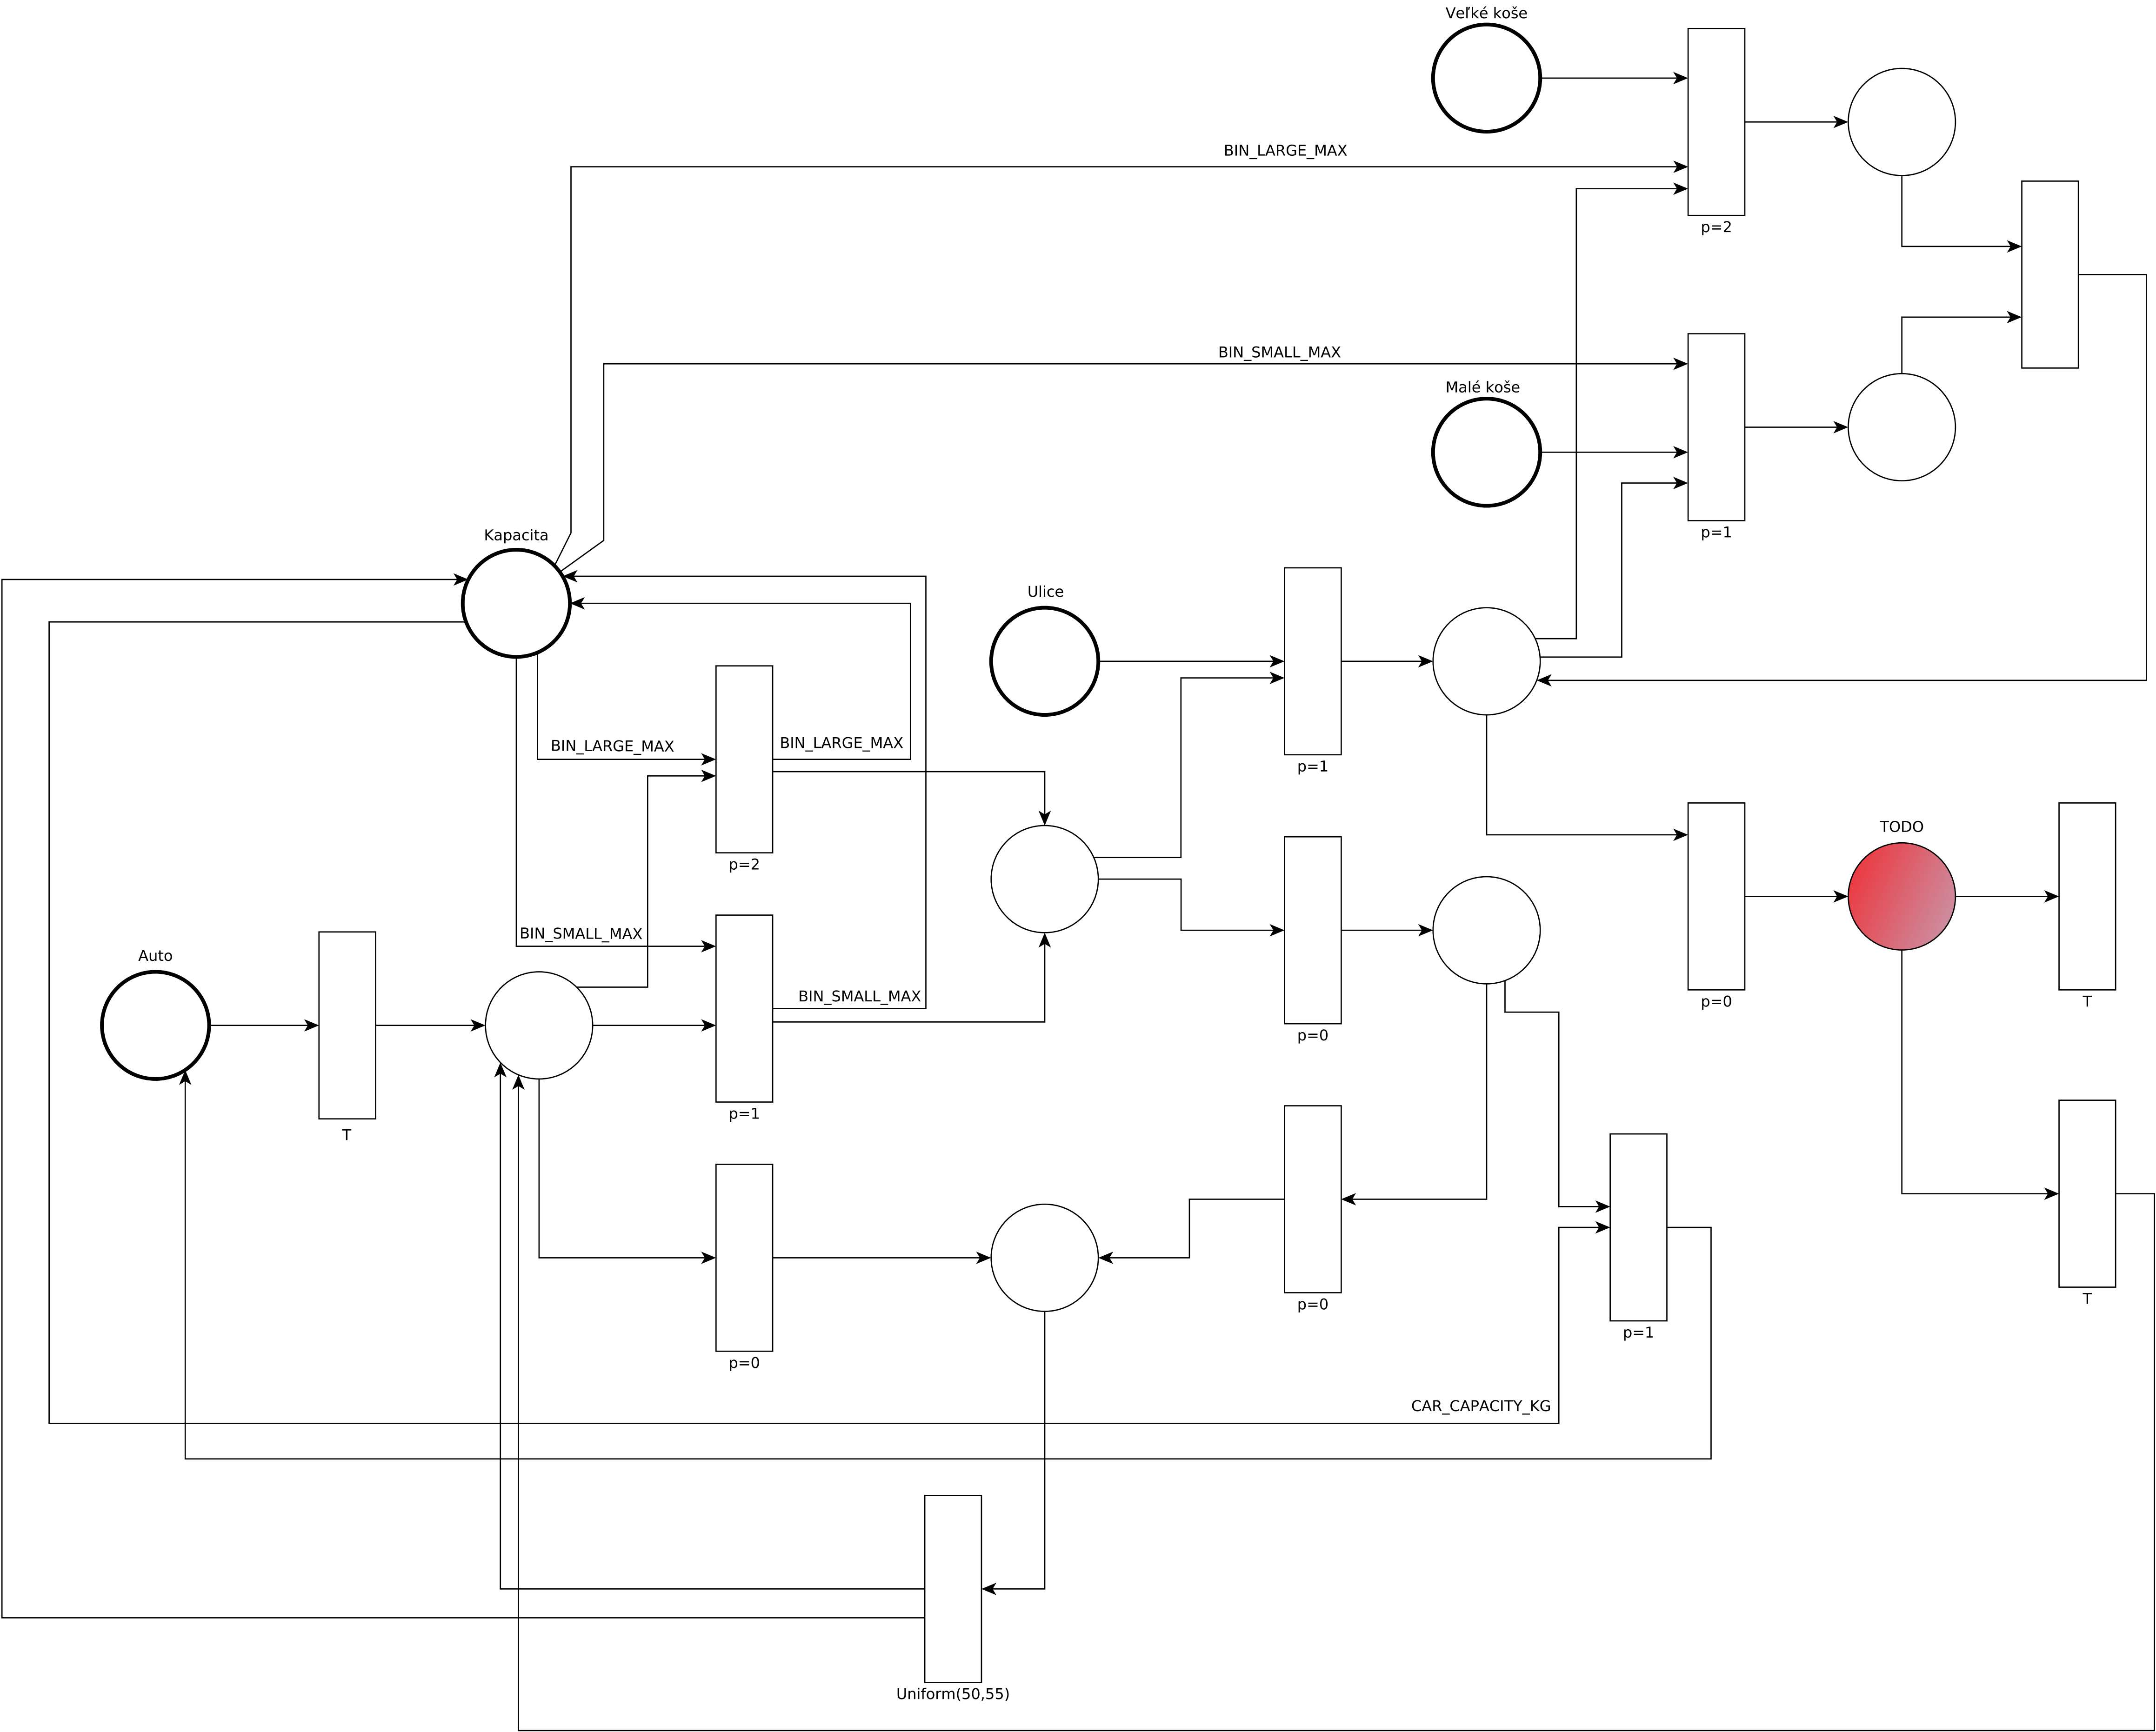 Veľké koše
BIN_LARGE_MAX
p=2
BIN_SMALL_MAX
Malé koše
p=1
Kapacita
Ulice
BIN_LARGE_MAX
BIN_LARGE_MAX
p=1
p=2
TODO
BIN_SMALL_MAX
Auto
BIN_SMALL_MAX
p=0
T
p=0
p=1
T
p=0
T
p=1
p=0
CAR_CAPACITY_KG
Uniform(50,55)